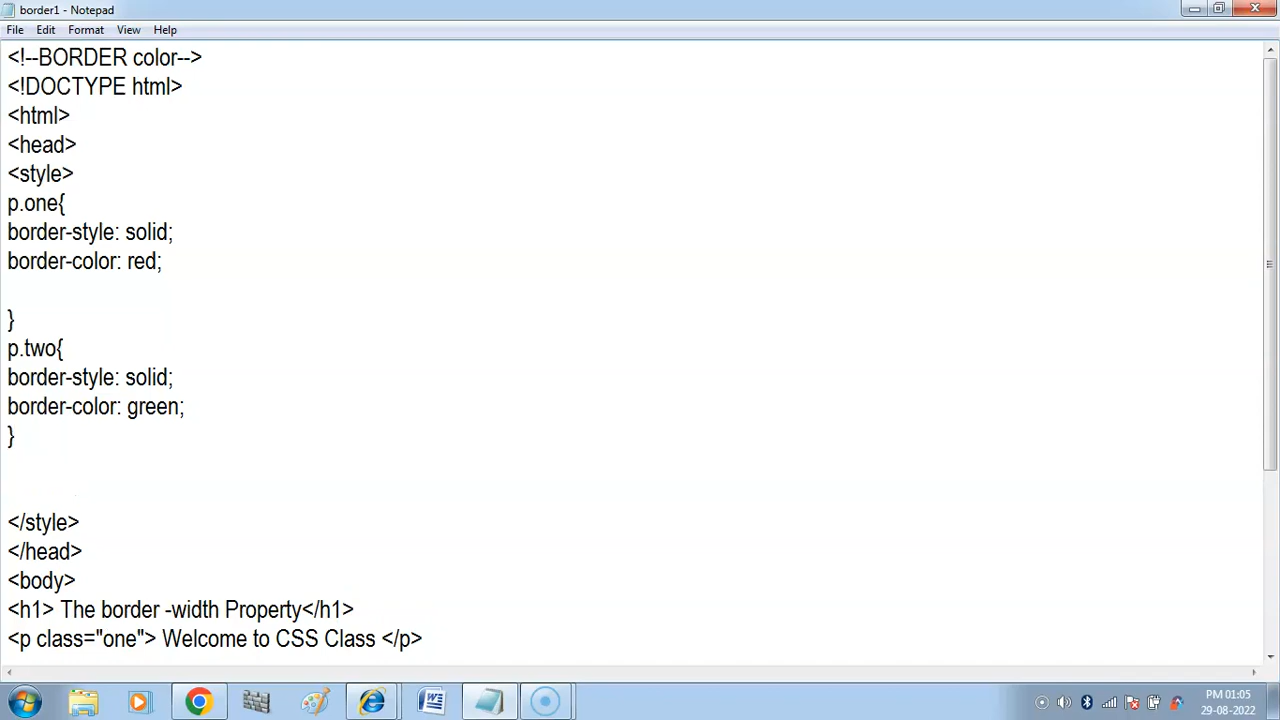 border1 - Notepad
File Edit Format View Help
<!--BORDER color-->
<!DOCTYPE html>
<html>
<head>
<style>
p.one{
border-style: solid;
border-color: red;
}
p.two{
border-style: solid;
border-color: green;
}
</style>
</head>
<body>
<h1> The border -width Property</h1>
<p class="one"> Welcome to CSS Class </p>
PM 01:05
29-08-2022